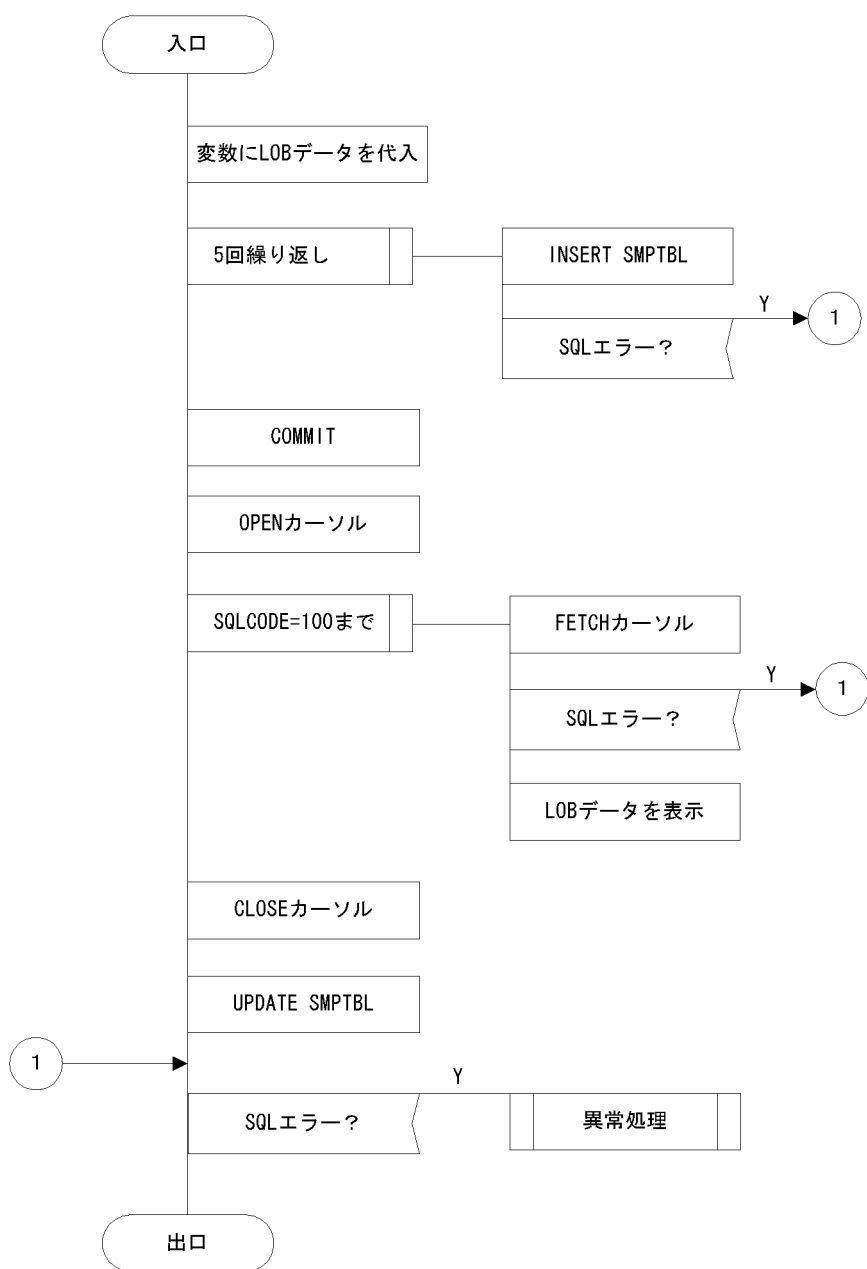 入口
変数にLOBデータを代入
5回繰り返し
INSERT SMPTBL
Y
1
SQLエラー?
COMMIT
OPENカーソル
SQLCODE=100まで
FETCHカーソル
Y
1
SQLエラー?
LOBデータを表示
CLOSEカーソル
UPDATE SMPTBL
1
Y
SQLエラー?
異常処理
出口